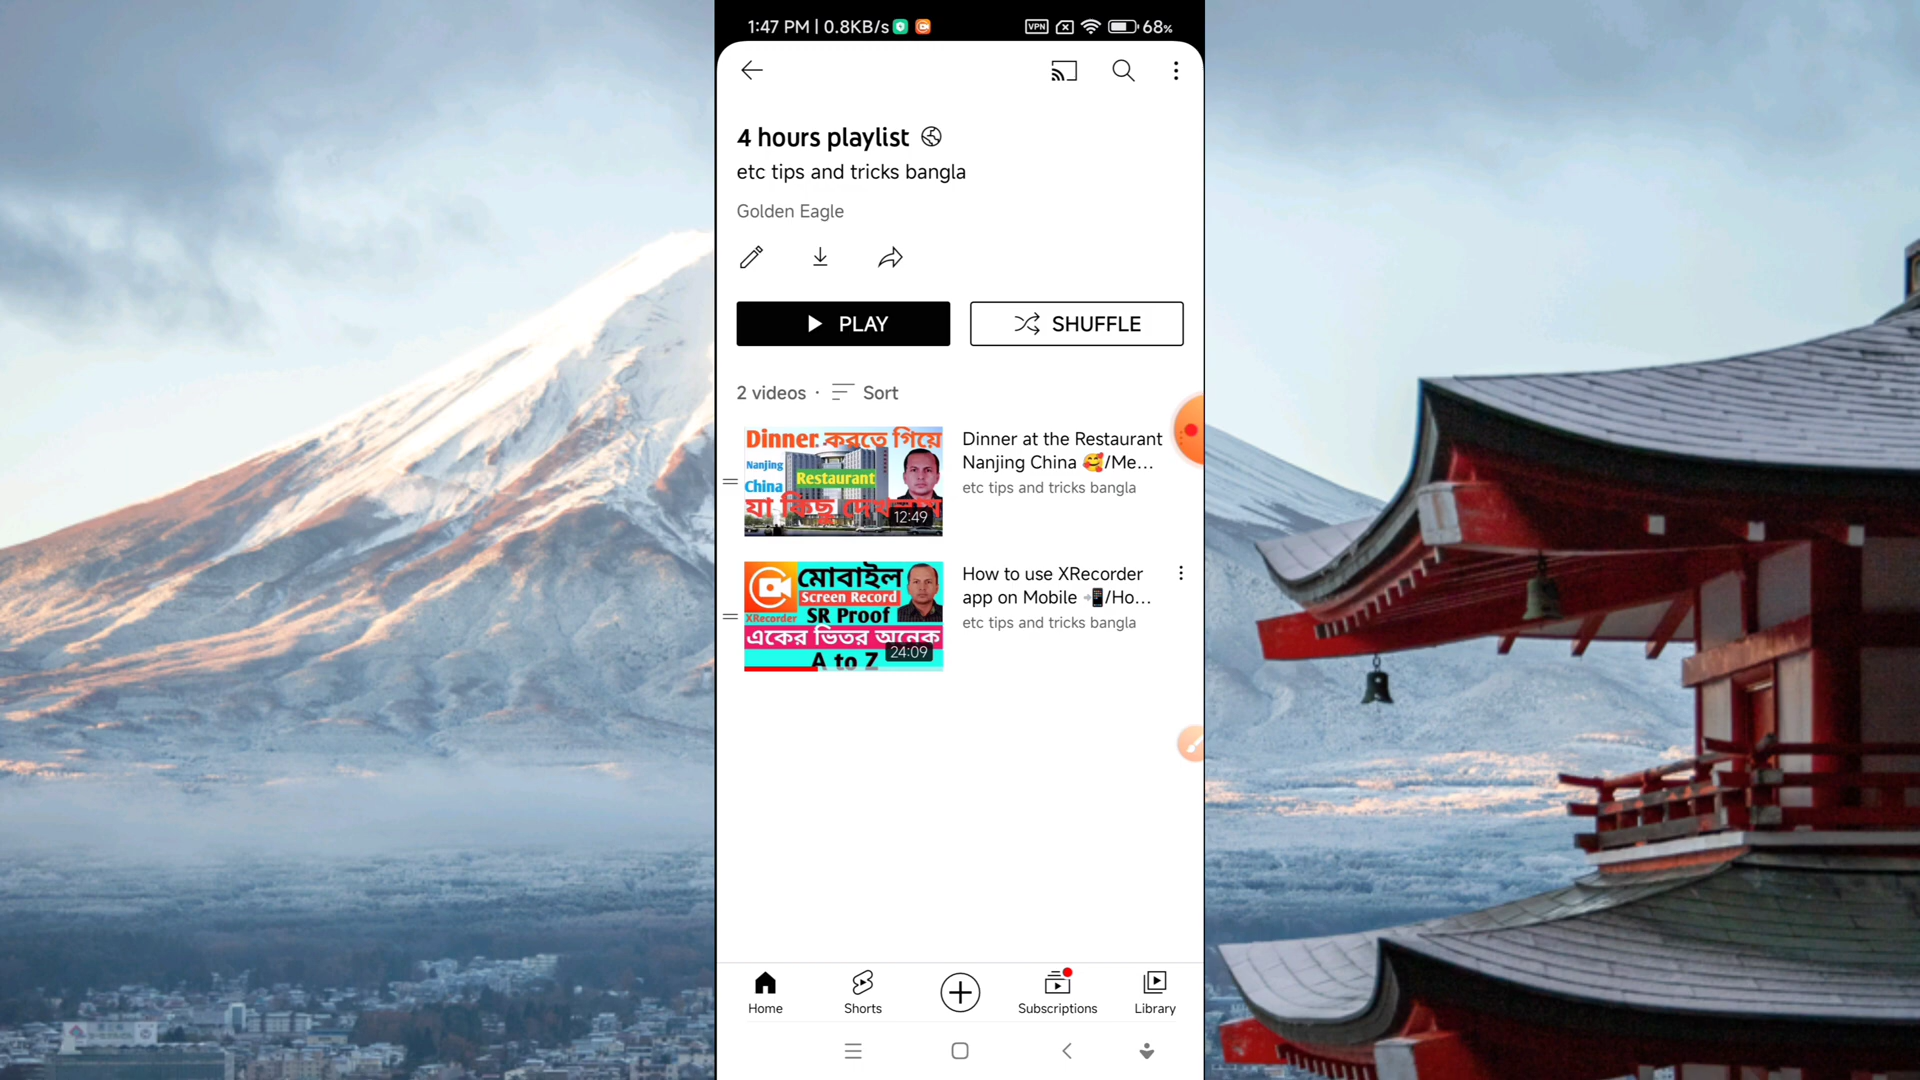 1:47 PM | 0.8KB/s
VPN
68%
4 hours playlist
etc tips and tricks bangla
Golden Eagle
PLAY
SHUFFLE
2 videos · Sort
Dinner করতে গিয়ে
Nanjing
China
Restaurant
যা কিছু দেখলাম
12:49
Dinner at the Restaurant
Nanjing China 🥰/Me...
etc tips and tricks bangla
মোবাইল
Screen Record
XRecorder
SR Proof
একের ভিতর অনেক
A to Z
24:09
How to use XRecorder
app on Mobile 📲/Ho...
etc tips and tricks bangla
Home
Shorts
Subscriptions
Library